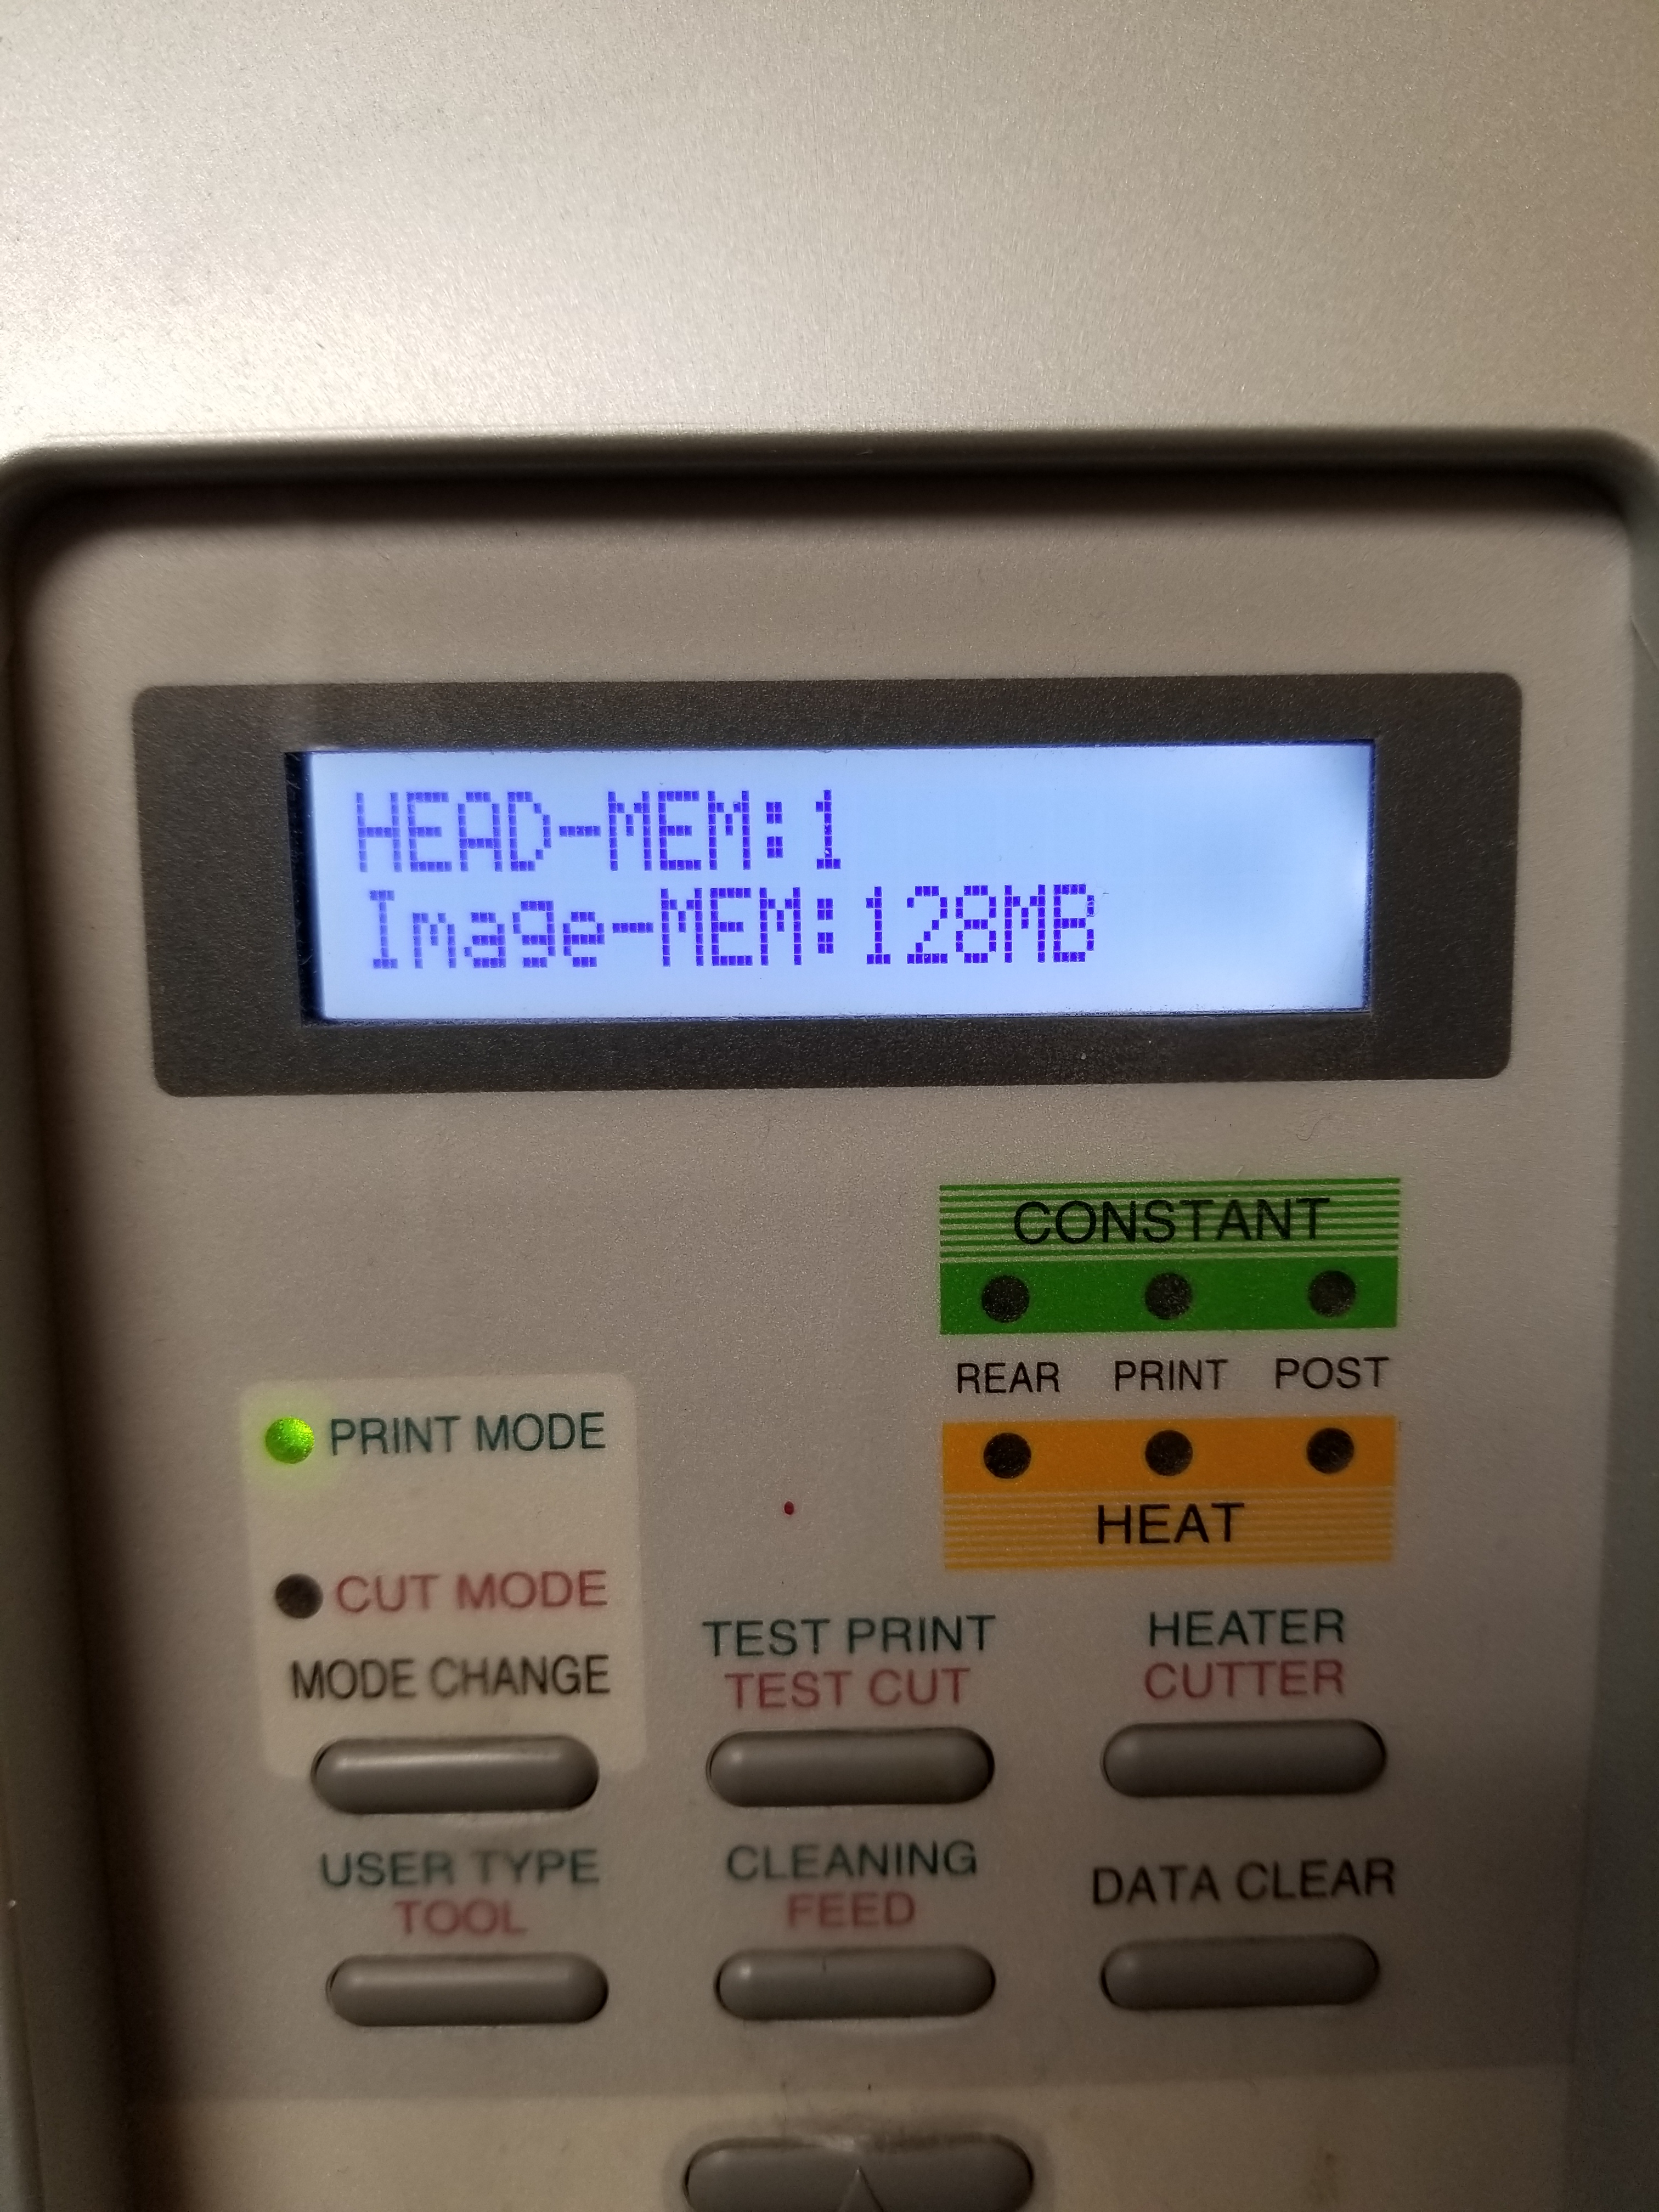 HEAD-MEM:1
Image-MEM:128MB
CONSTANT
REAR PRINT POST
HEAT
PRINT MODE
CUT MODE
MODE CHANGE
TEST PRINT
TEST CUT
HEATER
CUTTER
USER TYPE
TOOL
CLEANING
FEED
DATA CLEAR